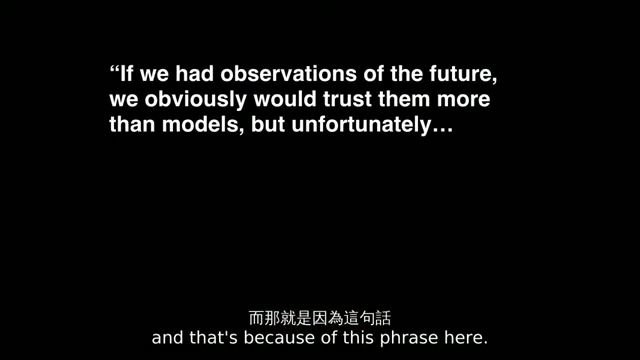 “If we had observations of the future,
we obviously would trust them more
than models, but unfortunately…
而那就是因為這句話
and that's because of this phrase here.